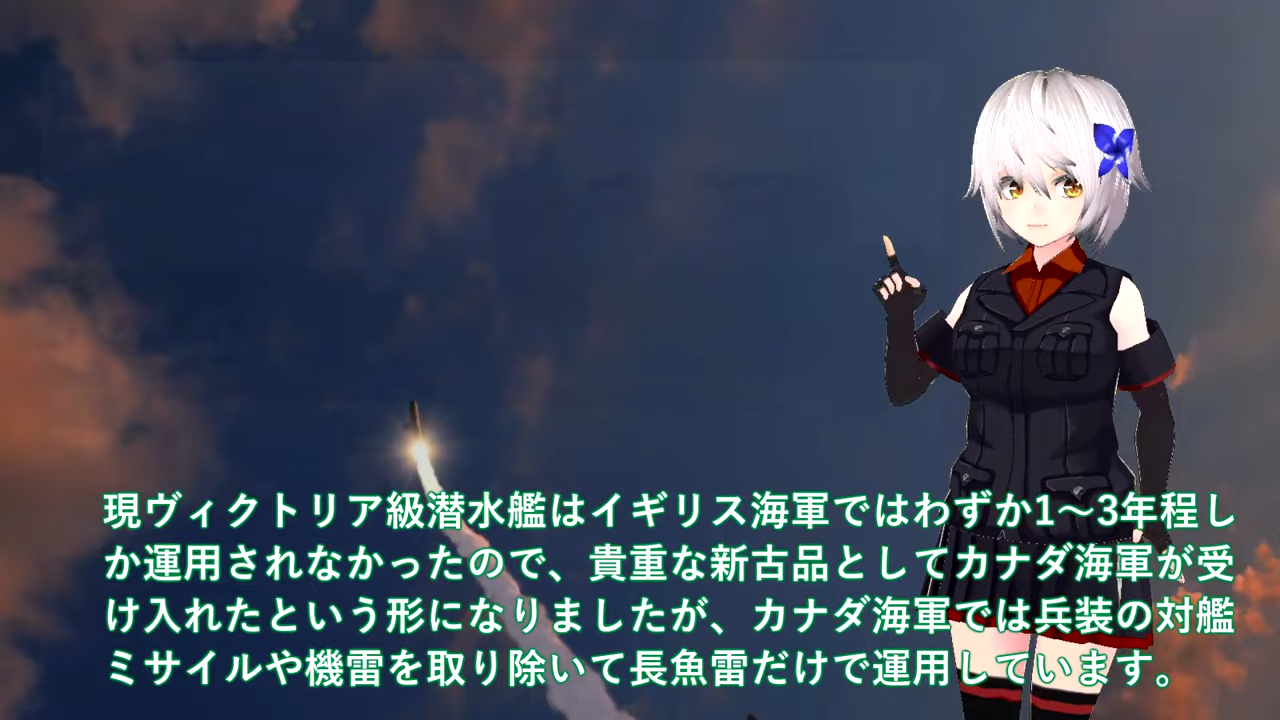 現ヴィクトリア級潜水艦はイギリス海軍ではわずか1～3年程し
か運用されなかったので、貴重な新古品としてカナダ海軍が受
け入れたという形になりましたが、カナダ海軍では兵装の対艦
ミサイルや機雷を取り除いて長魚雷だけで運用しています。